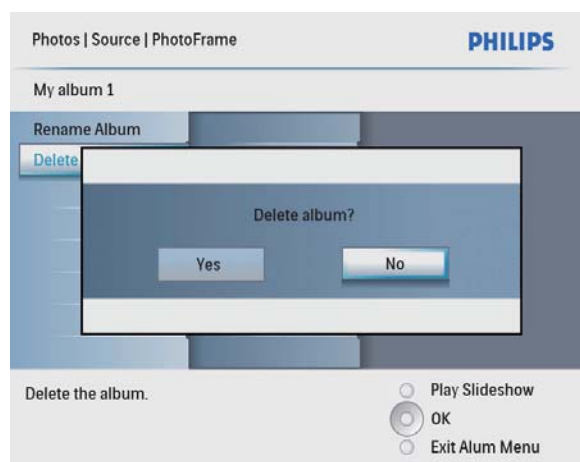 Photos | Source | PhotoFrame
PHILIPS
My album 1
Rename Album
Delete
Delete album?
Yes
No
Delete the album.
Play Slideshow
OK
Exit Alum Menu